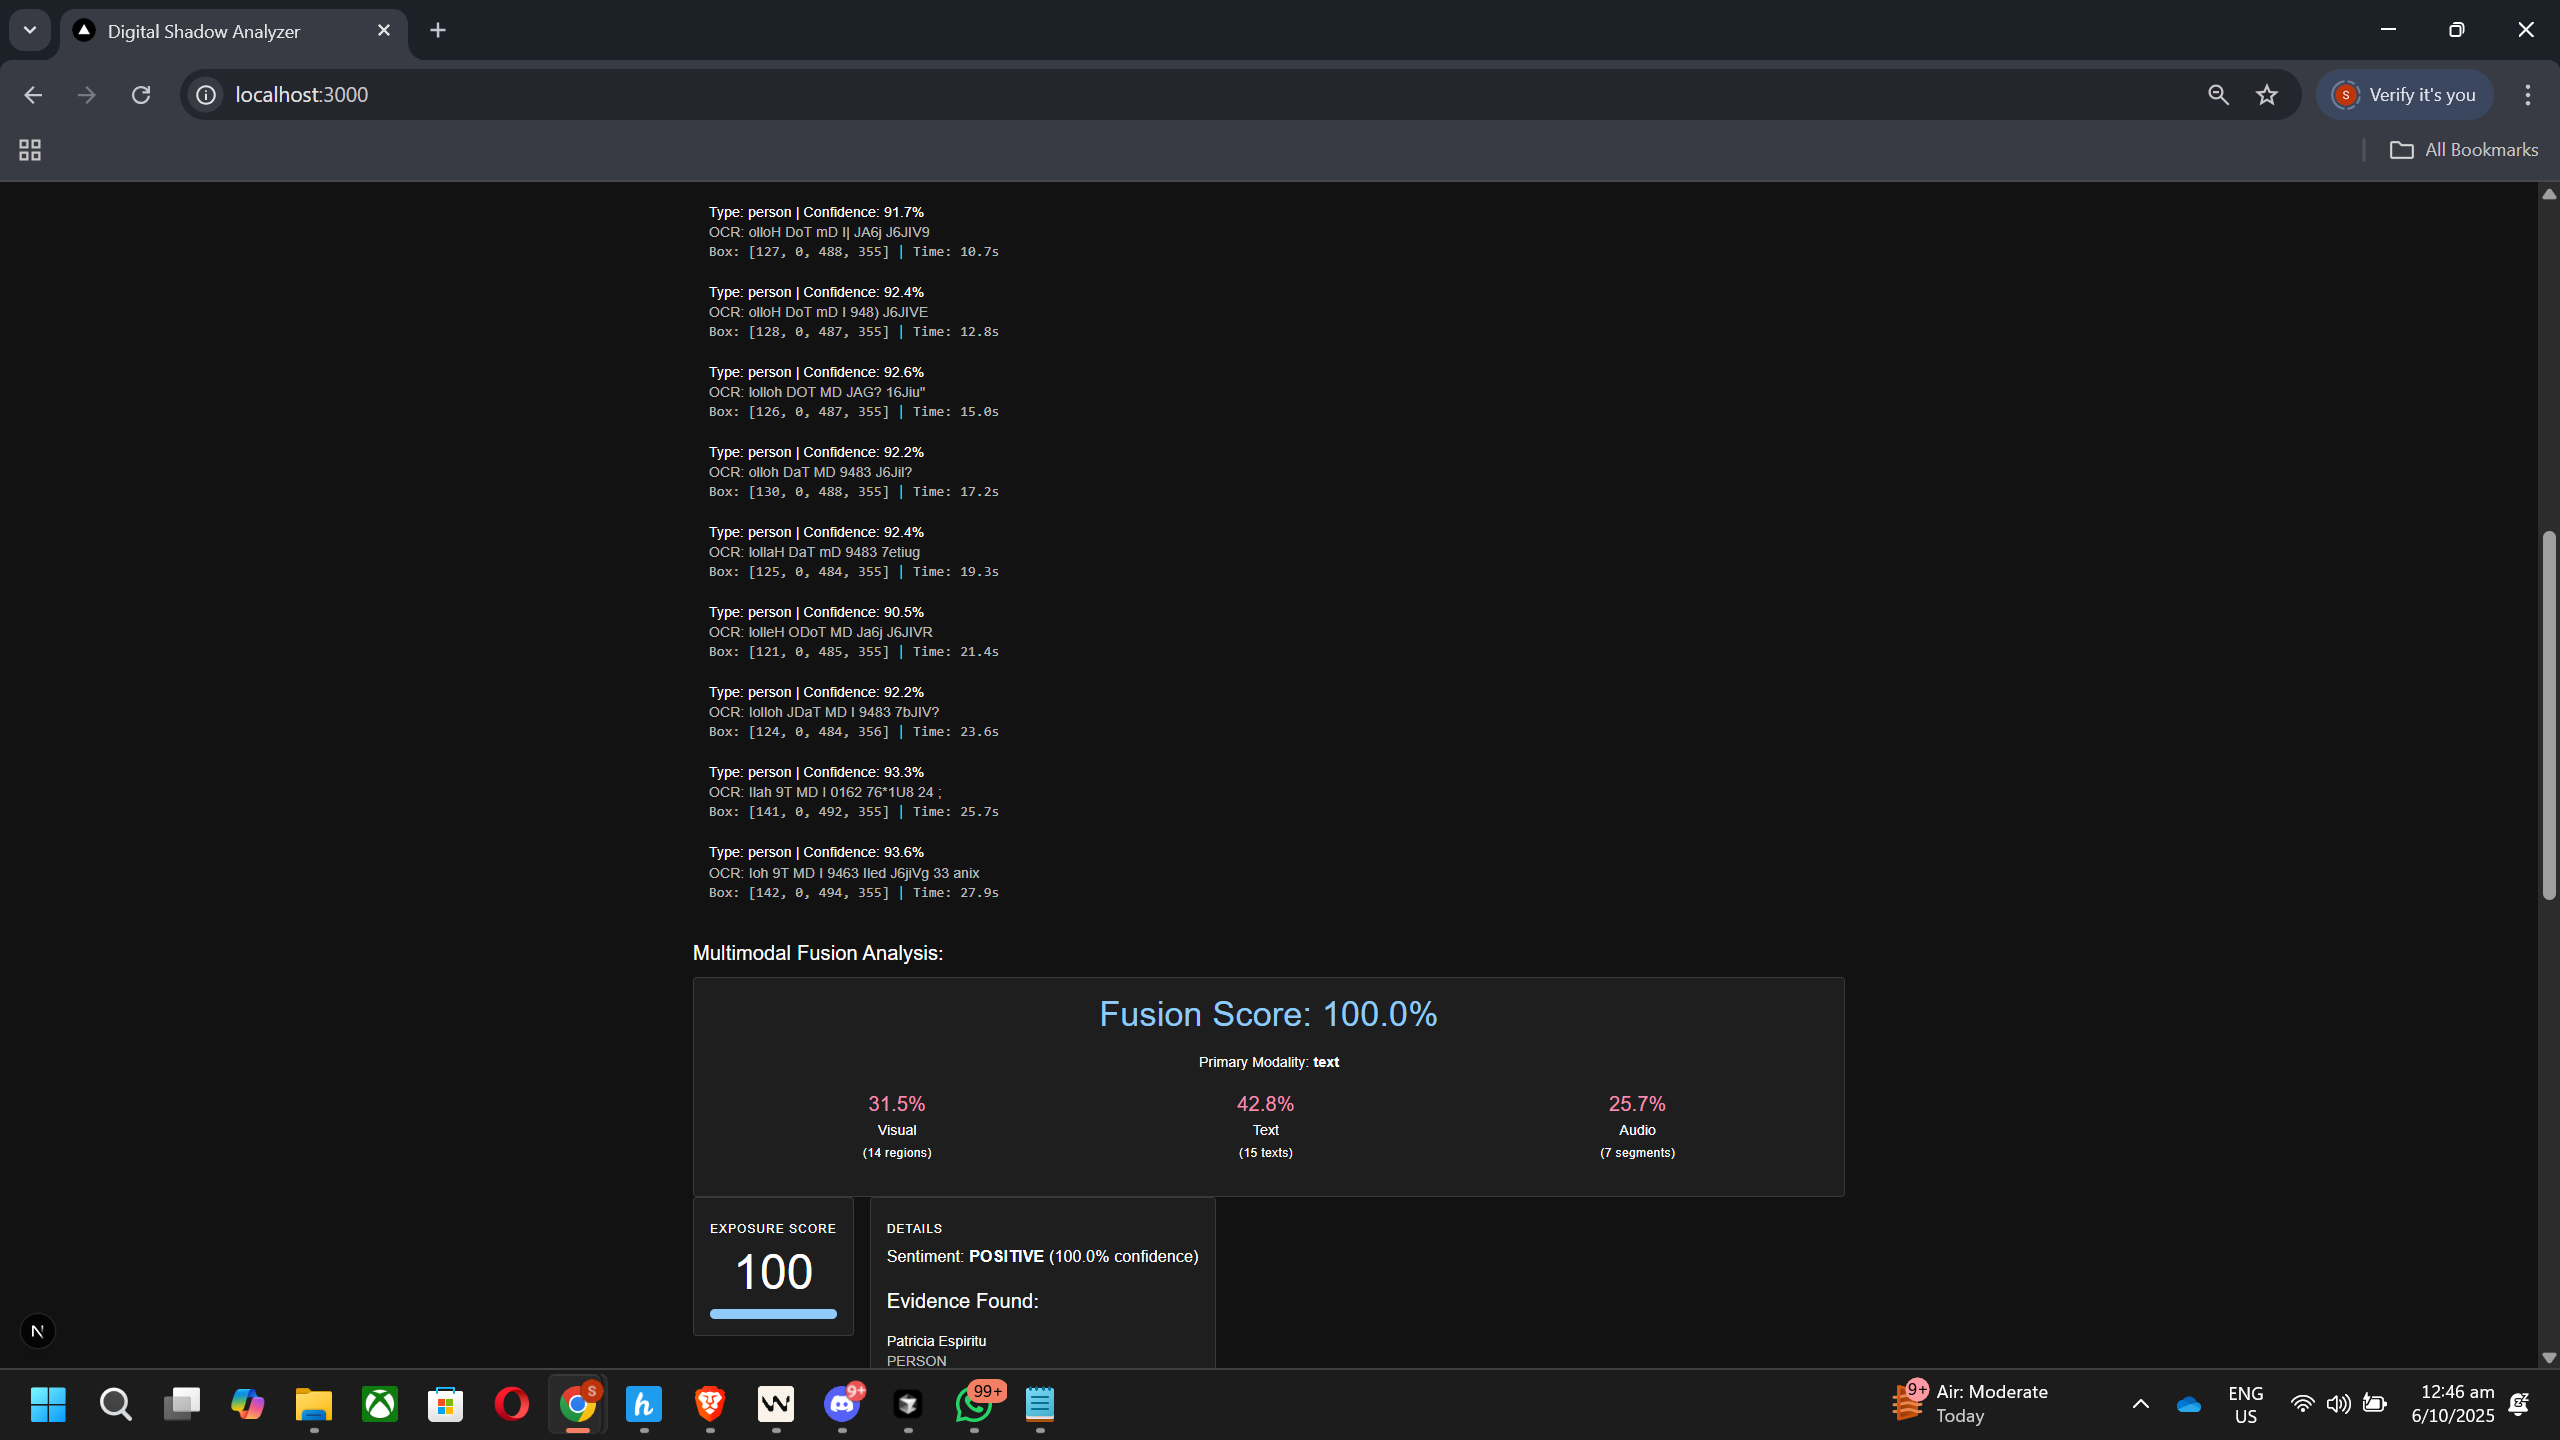 Digital Shadow Analyzer
localhost:3000
Verify it's you
All Bookmarks
Type: person | Confidence: 91.7%
OCR: olloH DoT mD I| JA6j J6JIV9
Box: [127, 0, 488, 355] | Time: 10.7s
Type: person | Confidence: 92.4%
OCR: olloH DoT mD I 948) J6JIVE
Box: [128, 0, 487, 355] | Time: 12.8s
Type: person | Confidence: 92.6%
OCR: lolloh DOT MD JAG? 16Jiu"
Box: [126, 0, 487, 355] | Time: 15.0s
Type: person | Confidence: 92.2%
OCR: olloh DaT MD 9483 J6Jil?
Box: [130, 0, 488, 355] | Time: 17.2s
Type: person | Confidence: 92.4%
OCR: lollaH DaT mD 9483 7etiug
Box: [125, 0, 484, 355] | Time: 19.3s
Type: person | Confidence: 90.5%
OCR: lolleH ODoT MD Ja6j J6JIVR
Box: [121, 0, 485, 355] | Time: 21.4s
Type: person | Confidence: 92.2%
OCR: lolloh JDaT MD I 9483 7bJIV?
Box: [124, 0, 484, 356] | Time: 23.6s
Type: person | Confidence: 93.3%
OCR: llah 9T MD I 0162 76*1U8 24 ;
Box: [141, 0, 492, 355] | Time: 25.7s
Type: person | Confidence: 93.6%
OCR: loh 9T MD I 9463 lled J6jiVg 33 anix
Box: [142, 0, 494, 355] | Time: 27.9s
Multimodal Fusion Analysis:
Fusion Score: 100.0%
Primary Modality: text
31.5% 42.8% 25.7%
Visual Text Audio
(14 regions) (15 texts) (7 segments)
EXPOSURE SCORE
100
DETAILS
Sentiment: POSITIVE (100.0% confidence)
Evidence Found:
Patricia Espiritu
PERSON
N
S
9+
99+
9+
Air: Moderate
Today
ENG
US
12:46 am
6/10/2025